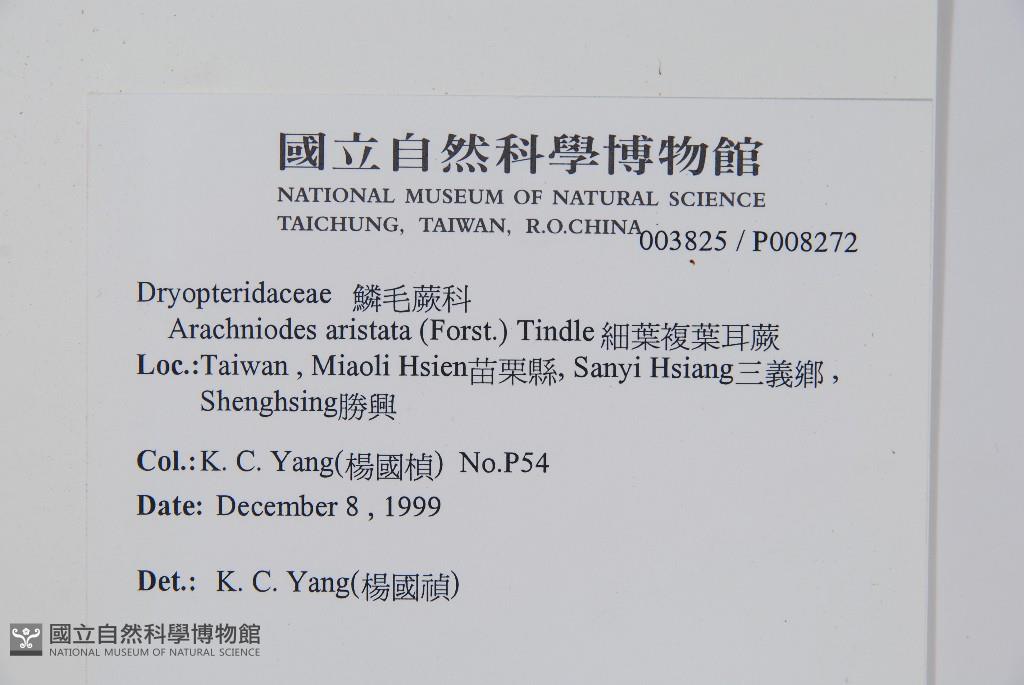 國立自然科學博物館
NATIONAL MUSEUM OF NATURAL SCIENCE
TAICHUNG, TAIWAN, R.O.CHINA
003825 / P008272
Dryopteridaceae 鱗毛蕨科
Arachniodes aristata (Forst.) Tindle 細葉複葉耳蕨
Loc.:Taiwan , Miaoli Hsien苗栗縣, Sanyi Hsiang三義鄉 ,
Shenghsing勝興
Col.: K. C. Yang(楊國楨) No.P54
Date: December 8 , 1999
Det.: K. C. Yang(楊國禎)
國立自然科學博物館
NATIONAL MUSEUM OF NATURAL SCIENCE